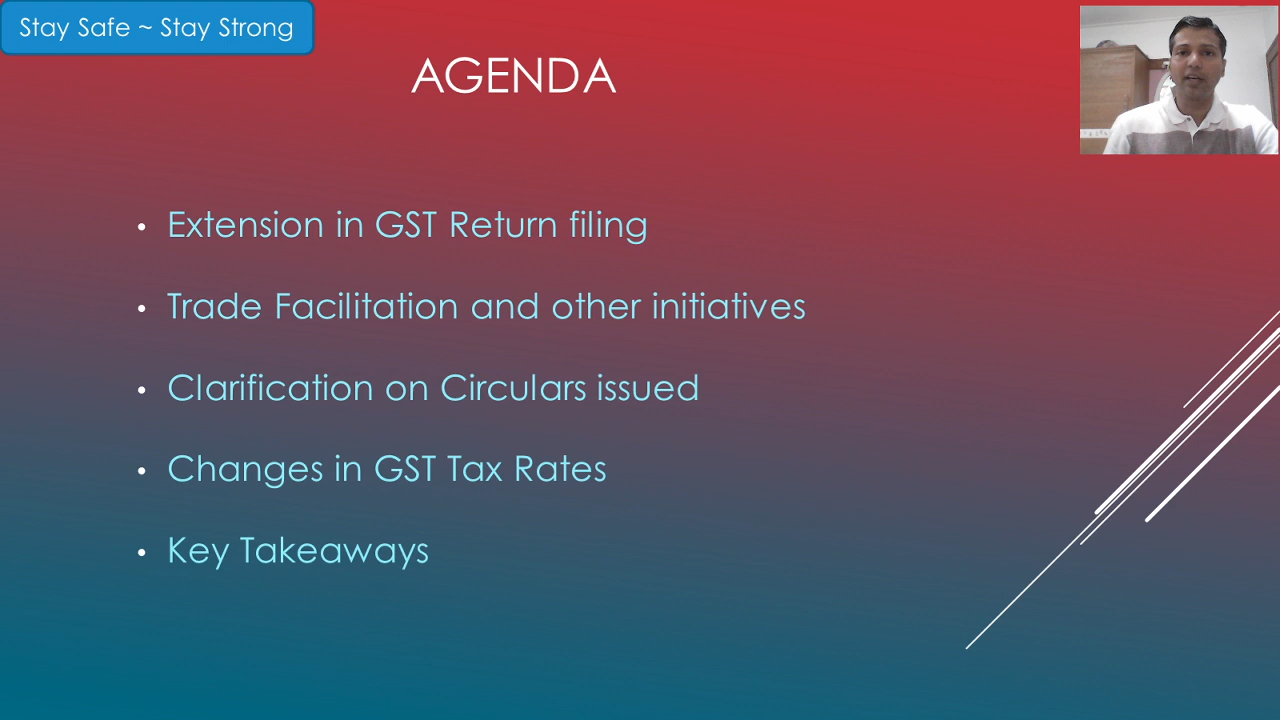 Stay Safe ~ Stay Strong
AGENDA
• Extension in GST Return filing
• Trade Facilitation and other initiatives
• Clarification on Circulars issued
• Changes in GST Tax Rates
• Key Takeaways